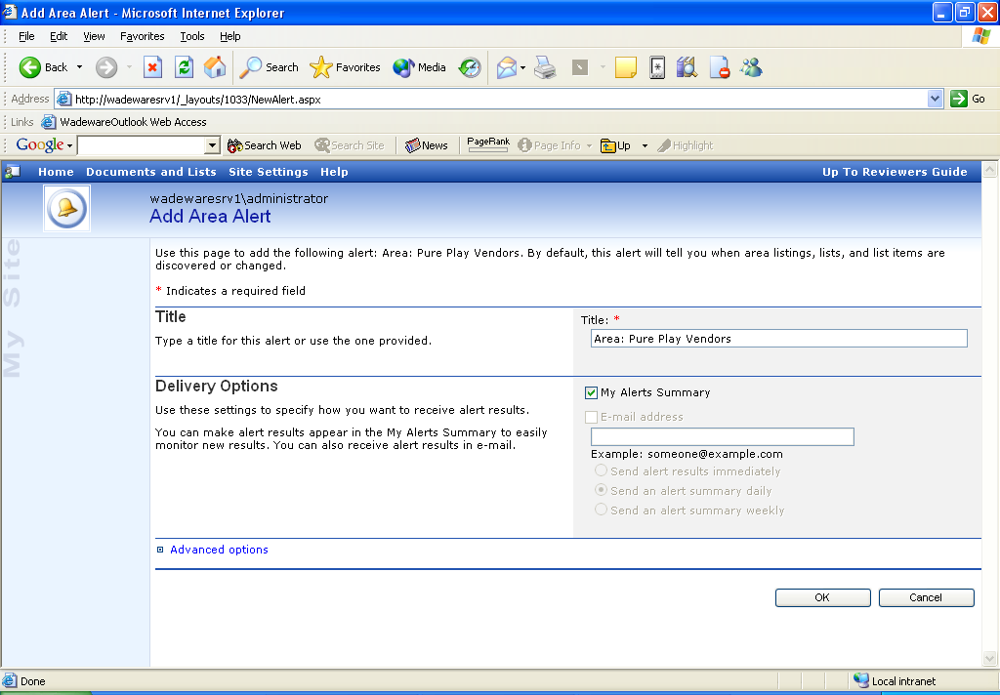 Add Area Alert - Microsoft Internet Explorer
File Edit View Favorites Tools Help
Back Search Favorites Media
Address http://wadewaresrv1/_layouts/1033/NewAlert.aspx Go
Links WadewareOutlook Web Access
Google Search Web Search Site News PageRank Page Info Up Highlight
Home Documents and Lists Site Settings Help Up To Reviewers Guide
wadewaresrv1\administrator
Add Area Alert
My Site
Use this page to add the following alert: Area: Pure Play Vendors. By default, this alert will tell you when area listings, lists, and list items are
discovered or changed.
* Indicates a required field
Title
Type a title for this alert or use the one provided.
Title: *
Area: Pure Play Vendors
Delivery Options
Use these settings to specify how you want to receive alert results.
You can make alert results appear in the My Alerts Summary to easily
monitor new results. You can also receive alert results in e-mail.
My Alerts Summary
E-mail address
Example: someone@example.com
Send alert results immediately
Send an alert summary daily
Send an alert summary weekly
Advanced options
OK Cancel
Done Local intranet